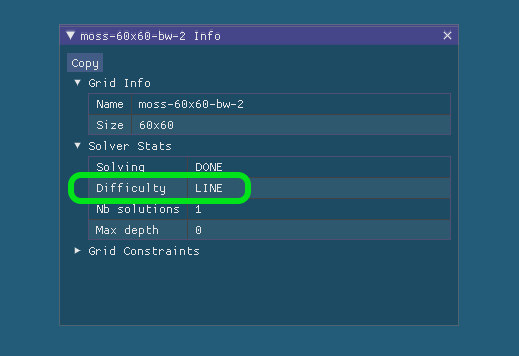 moss-60x60-bw-2 Info
Copy
Grid Info
Name moss-60x60-bw-2
Size 60x60
Solver Stats
Solving DONE
Difficulty LINE
Nb solutions 1
Max depth 0
Grid Constraints